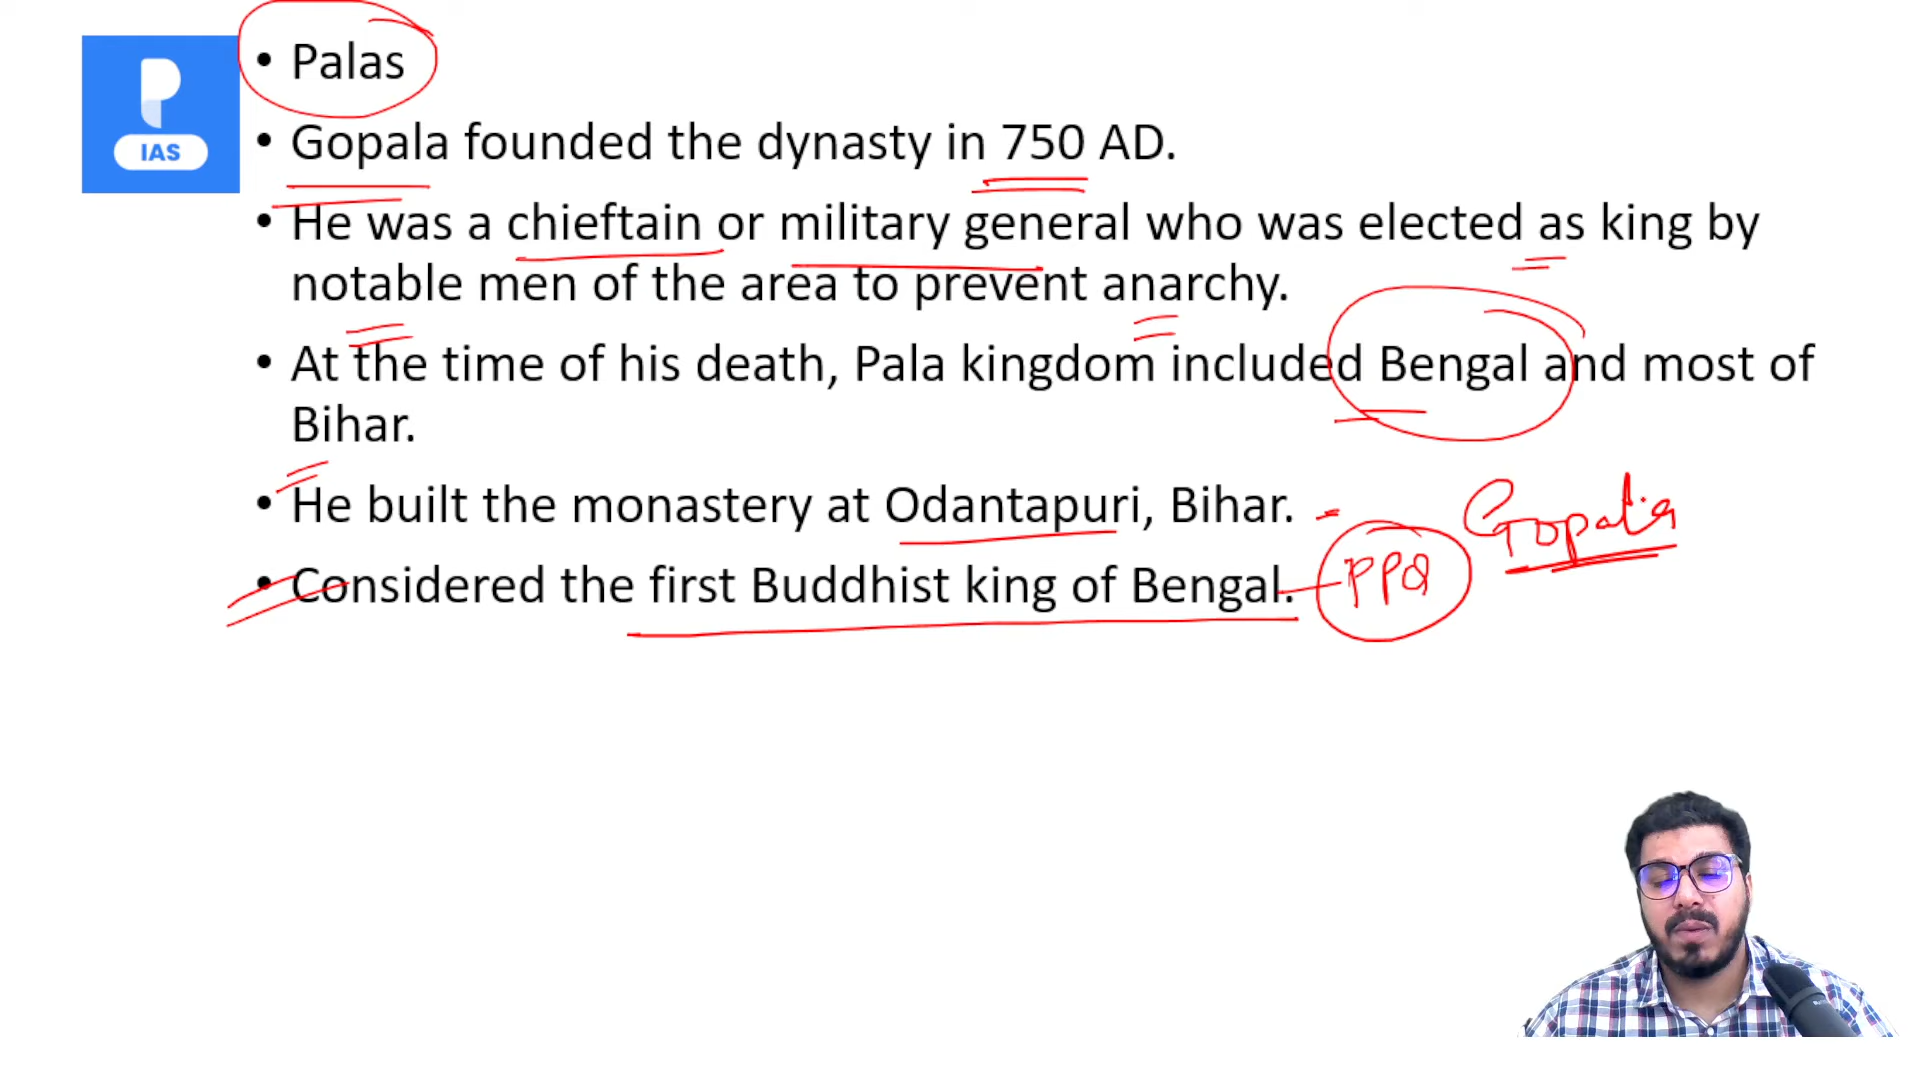 • Palas
IAS
• Gopala founded the dynasty in 750 AD.
• He was a chieftain or military general who was elected as king by
notable men of the area to prevent anarchy.
• At the time of his death, Pala kingdom included Bengal and most of
Bihar.
• He built the monastery at Odantapuri, Bihar.
Gopala
• Considered the first Buddhist king of Bengal.
PPQ